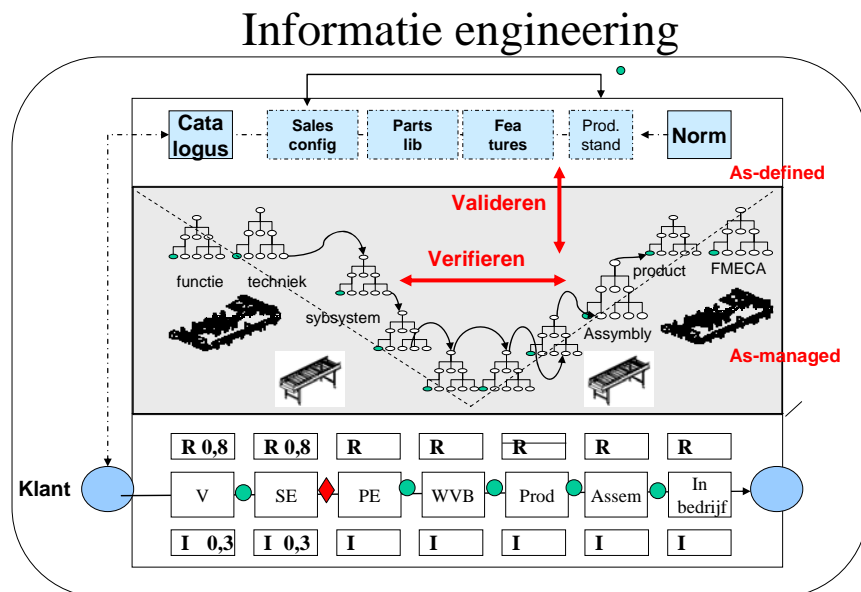 Informatie engineering
Cata
logus
Sales
config
Parts
lib
Fea
tures
Prod.
stand
Norm
As-defined
Valideren
Verifieren
functie
techniek
sybsystem
Assymbly
product
FMECA
As-managed
R 0,8
R 0,8
R
R
R
R
R
Klant
V
SE
PE
WVB
Prod
Assem
In
bedrijf
I 0,3
I 0,3
I
I
I
I
I